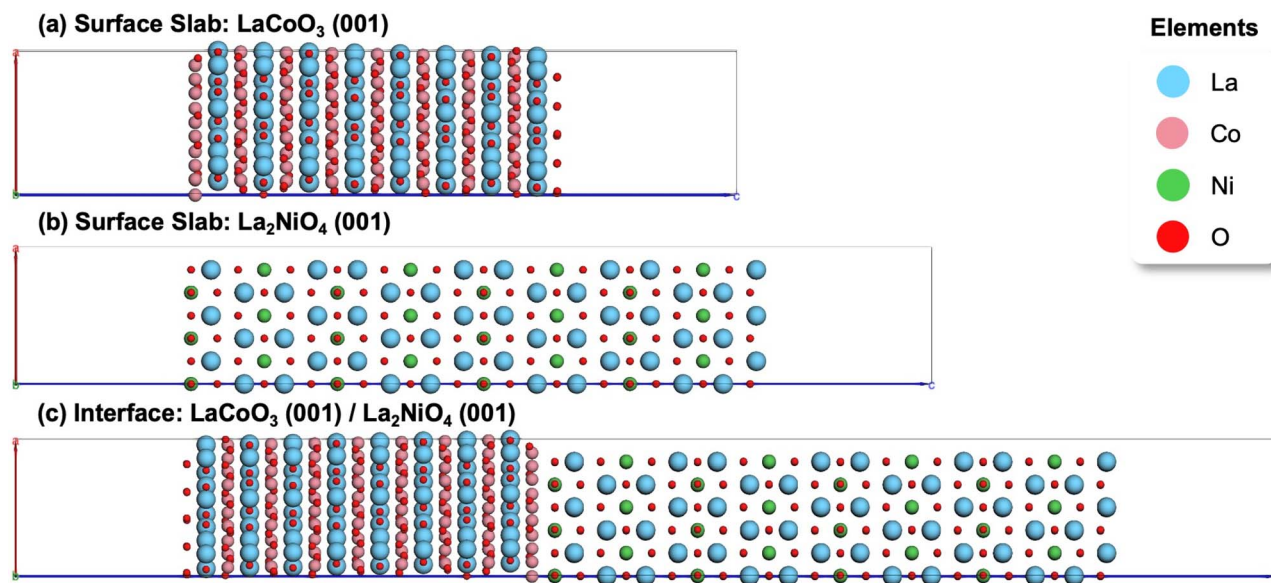 (a) Surface Slab: LaCoO₃ (001)
Elements
La
Co
Ni
O
a
c
(b) Surface Slab: La₂NiO₄ (001)
a
c
(c) Interface: LaCoO₃ (001) / La₂NiO₄ (001)
a